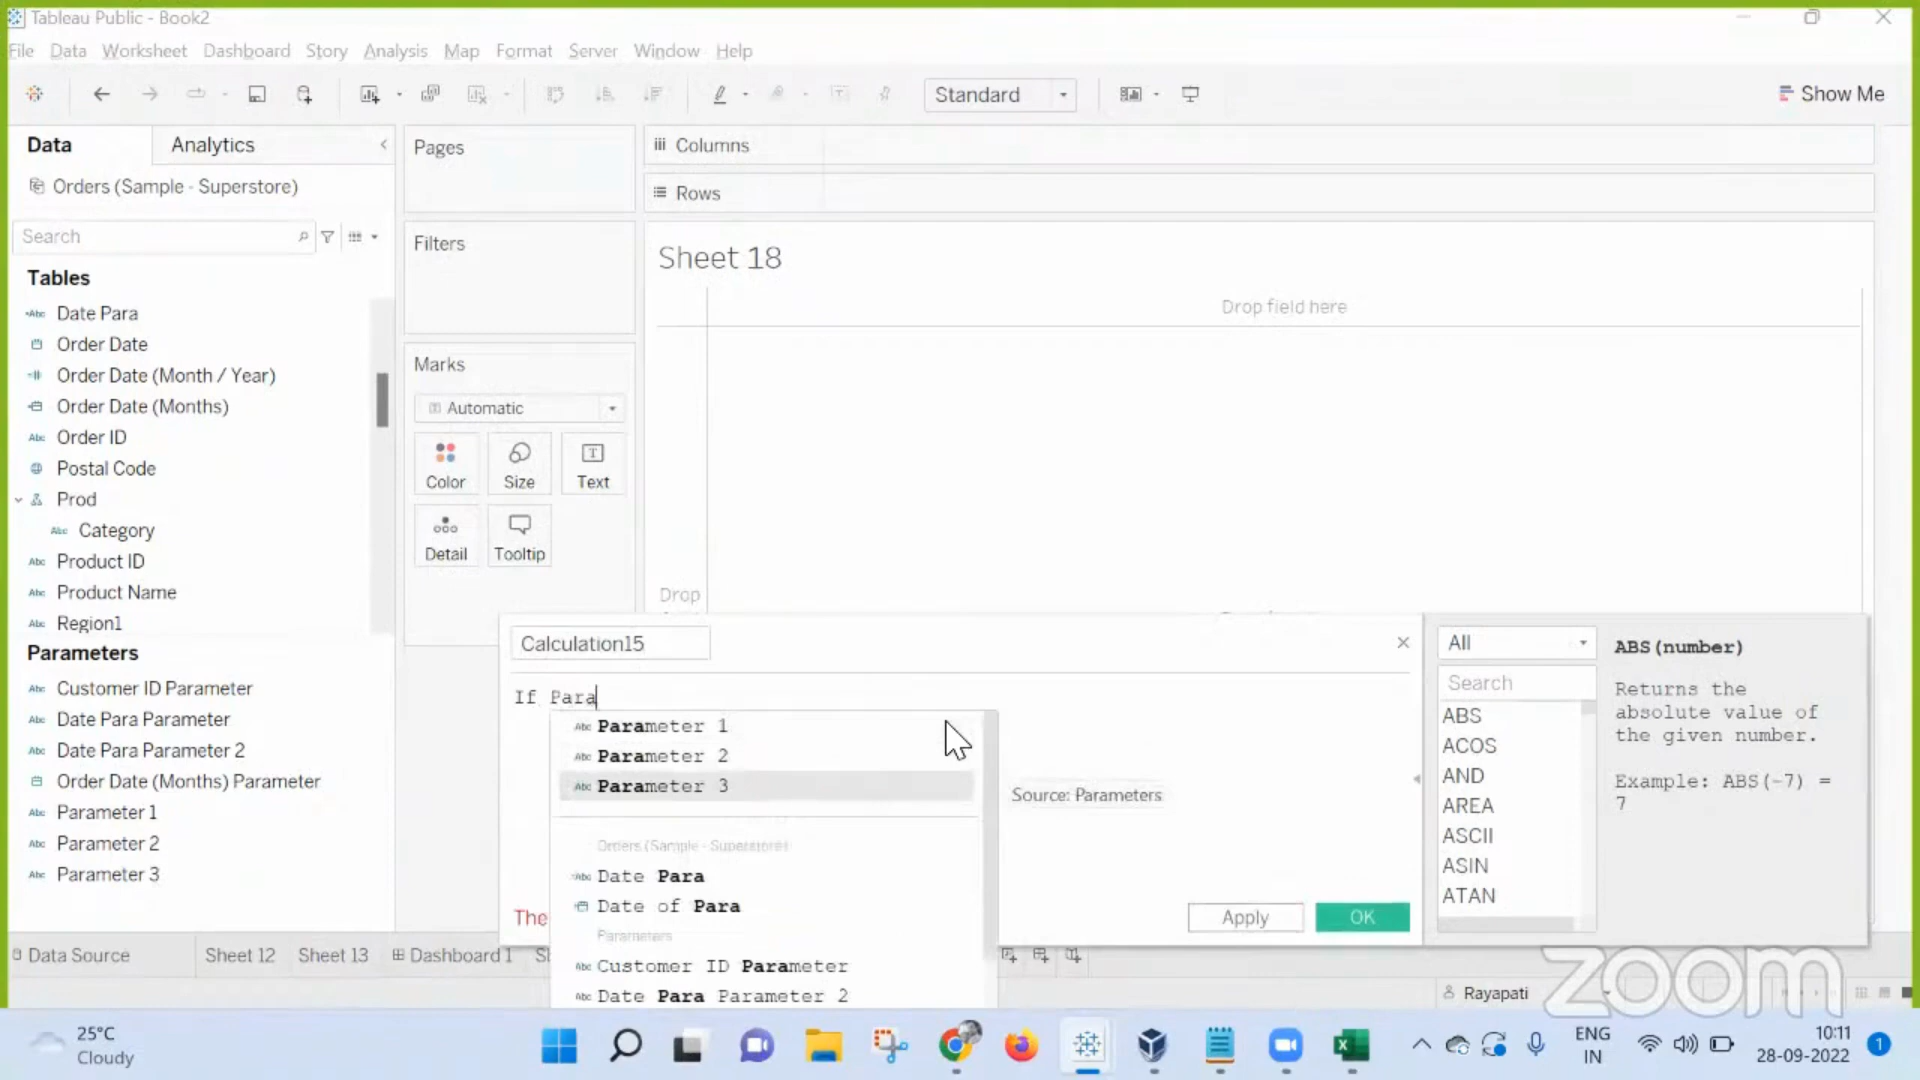 Tableau Public - Book2
File Data Worksheet Dashboard Story Analysis Map Format Server Window Help
Standard
Show Me
Data
Analytics
Orders (Sample - Superstore)
Search
Tables
Date Para
Order Date
Order Date (Month / Year)
Order Date (Months)
Order ID
Postal Code
Prod
Category
Product ID
Product Name
Region1
Parameters
Customer ID Parameter
Date Para Parameter
Date Para Parameter 2
Order Date (Months) Parameter
Parameter 1
Parameter 2
Parameter 3
Pages
Filters
Marks
Automatic
Color
Size
Text
Detail
Tooltip
Columns
Rows
Sheet 18
Drop field here
Drop
Calculation15
If Para
Parameter 1
Parameter 2
Parameter 3
Source: Parameters
Orders (Sample - Superstore)
Date Para
Date of Para
Parameters
Customer ID Parameter
Date Para Parameter 2
The
Apply
OK
All
Search
ABS
ACOS
AND
AREA
ASCII
ASIN
ATAN
ABS(number)
Returns the
absolute value of
the given number.
Example: ABS(-7) =
7
Data Source
Sheet 12
Sheet 13
Dashboard 1
Rayapati
zoom
25°C
Cloudy
ENG
IN
10:11
28-09-2022
1